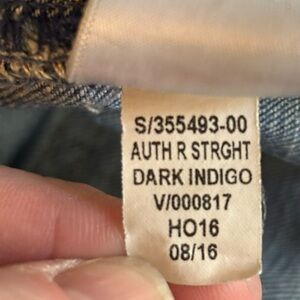 S/355493-00
AUTH R STRGHT
DARK INDIGO
V/000817
HO16
08/16